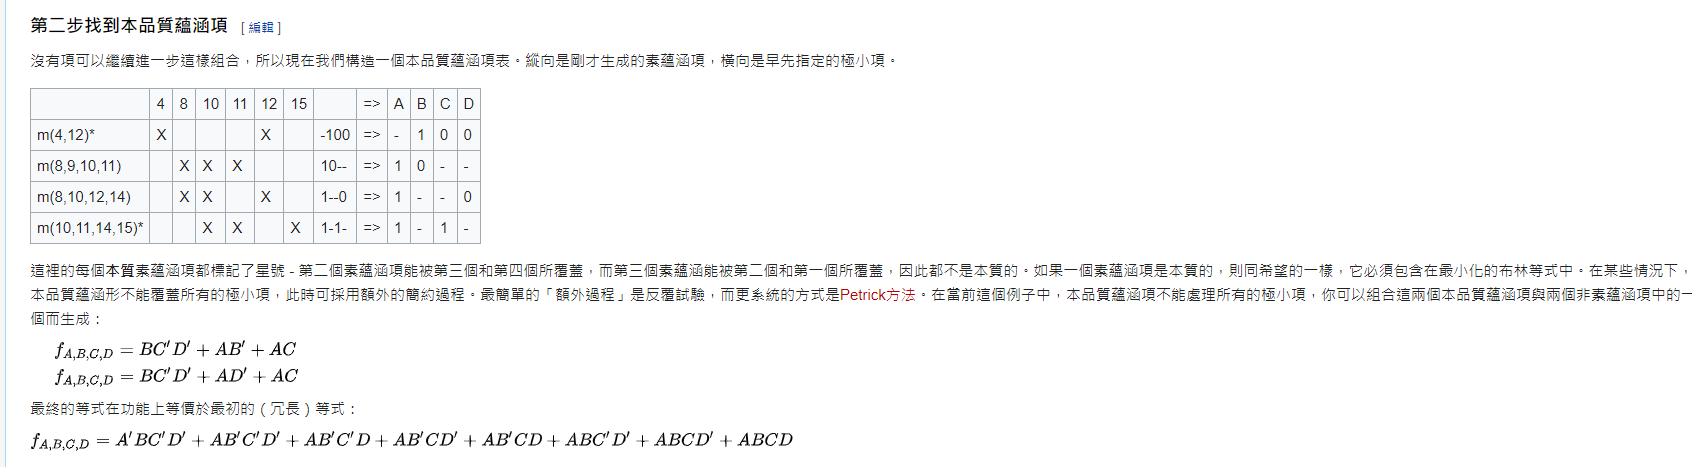 第二步找到本品質蘊涵項 [ 編輯 ]
沒有項可以繼續進一步這樣組合，所以現在我們構造一個本品質蘊涵項表。縱向是剛才生成的素蘊涵項，橫向是早先指定的極小項。
4 8 10 11 12 15 => A B C D
m(4,12)* X X -100 => - 1 0 0
m(8,9,10,11) X X X 10-- => 1 0 - -
m(8,10,12,14) X X X 1--0 => 1 - - 0
m(10,11,14,15)* X X X 1-1- => 1 - 1 -
這裡的每個本質素蘊涵項都標記了星號 - 第二個素蘊涵項能被第三個和第四個所覆蓋，而第三個素蘊涵能被第二個和第一個所覆蓋，因此都不是本質的。如果一個素蘊涵項是本質的，則同希望的一樣，它必須包含在最小化的布林等式中。在某些情況下，
本品質蘊涵形不能覆蓋所有的極小項，此時可採用額外的簡約過程。最簡單的「額外過程」是反覆試驗，而更系統的方式是Petrick方法。在當前這個例子中，本品質蘊涵項不能處理所有的極小項，你可以組合這兩個本品質蘊涵項與兩個非素蘊涵項中的一
個而生成：
f_{A,B,C,D} = BC′D′ + AB′ + AC
f_{A,B,C,D} = BC′D′ + AD′ + AC
最終的等式在功能上等價於最初的（冗長）等式：
f_{A,B,C,D} = A′BC′D′ + AB′C′D′ + AB′C′D + AB′CD′ + AB′CD + ABC′D′ + ABCD′ + ABCD